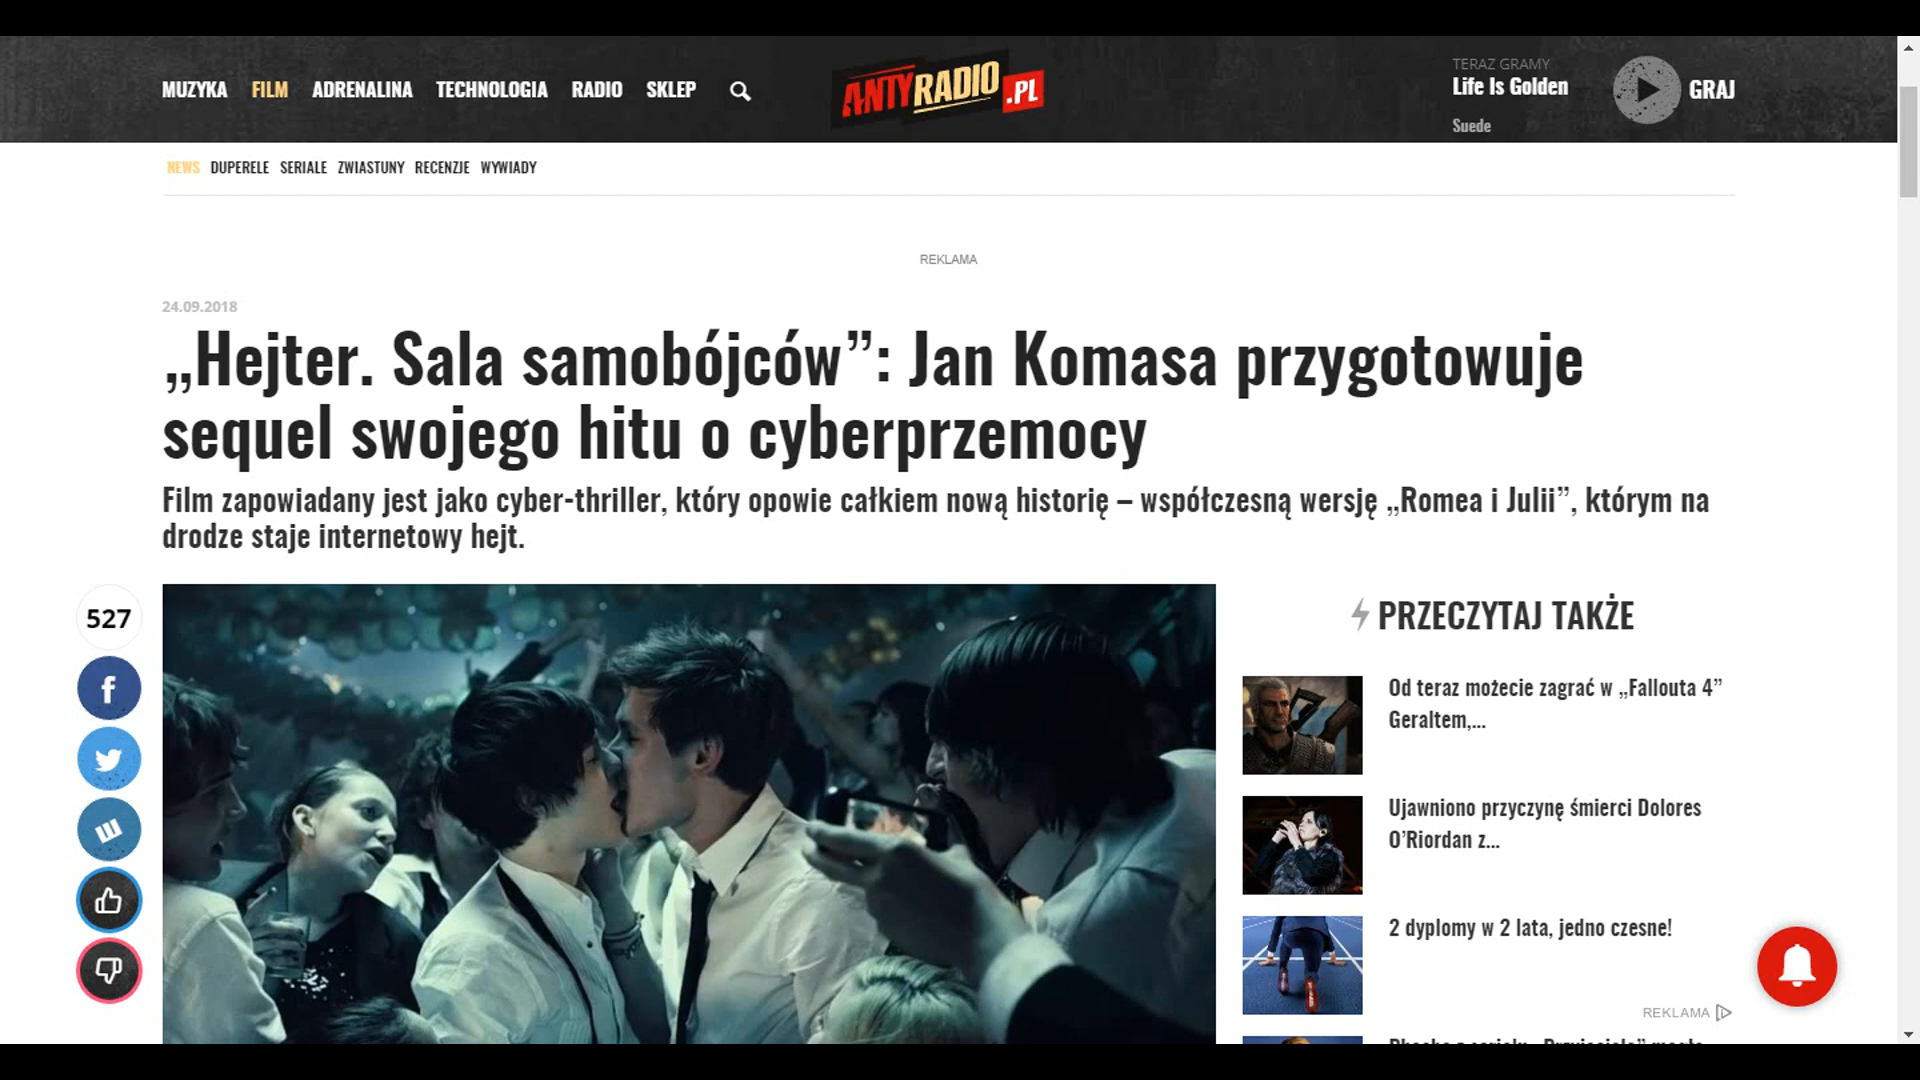 MUZYKA FILM ADRENALINA TECHNOLOGIA RADIO SKLEP
ANTYRADIO.PL
TERAZ GRAMY
Life Is Golden
Suede
GRAJ
NEWS DUPERELE SERIALE ZWIASTUNY RECENZJE WYWIADY
REKLAMA
24.09.2018
„Hejter. Sala samobójców”: Jan Komasa przygotowuje
sequel swojego hitu o cyberprzemocy
Film zapowiadany jest jako cyber-thriller, który opowie całkiem nową historię – współczesną wersję „Romea i Julii”, którym na
drodze staje internetowy hejt.
527
PRZECZYTAJ TAKŻE
Od teraz możecie zagrać w „Fallouta 4”
Geraltem,...
Ujawniono przyczynę śmierci Dolores
O’Riordan z...
2 dyplomy w 2 lata, jedno czesne!
REKLAMA